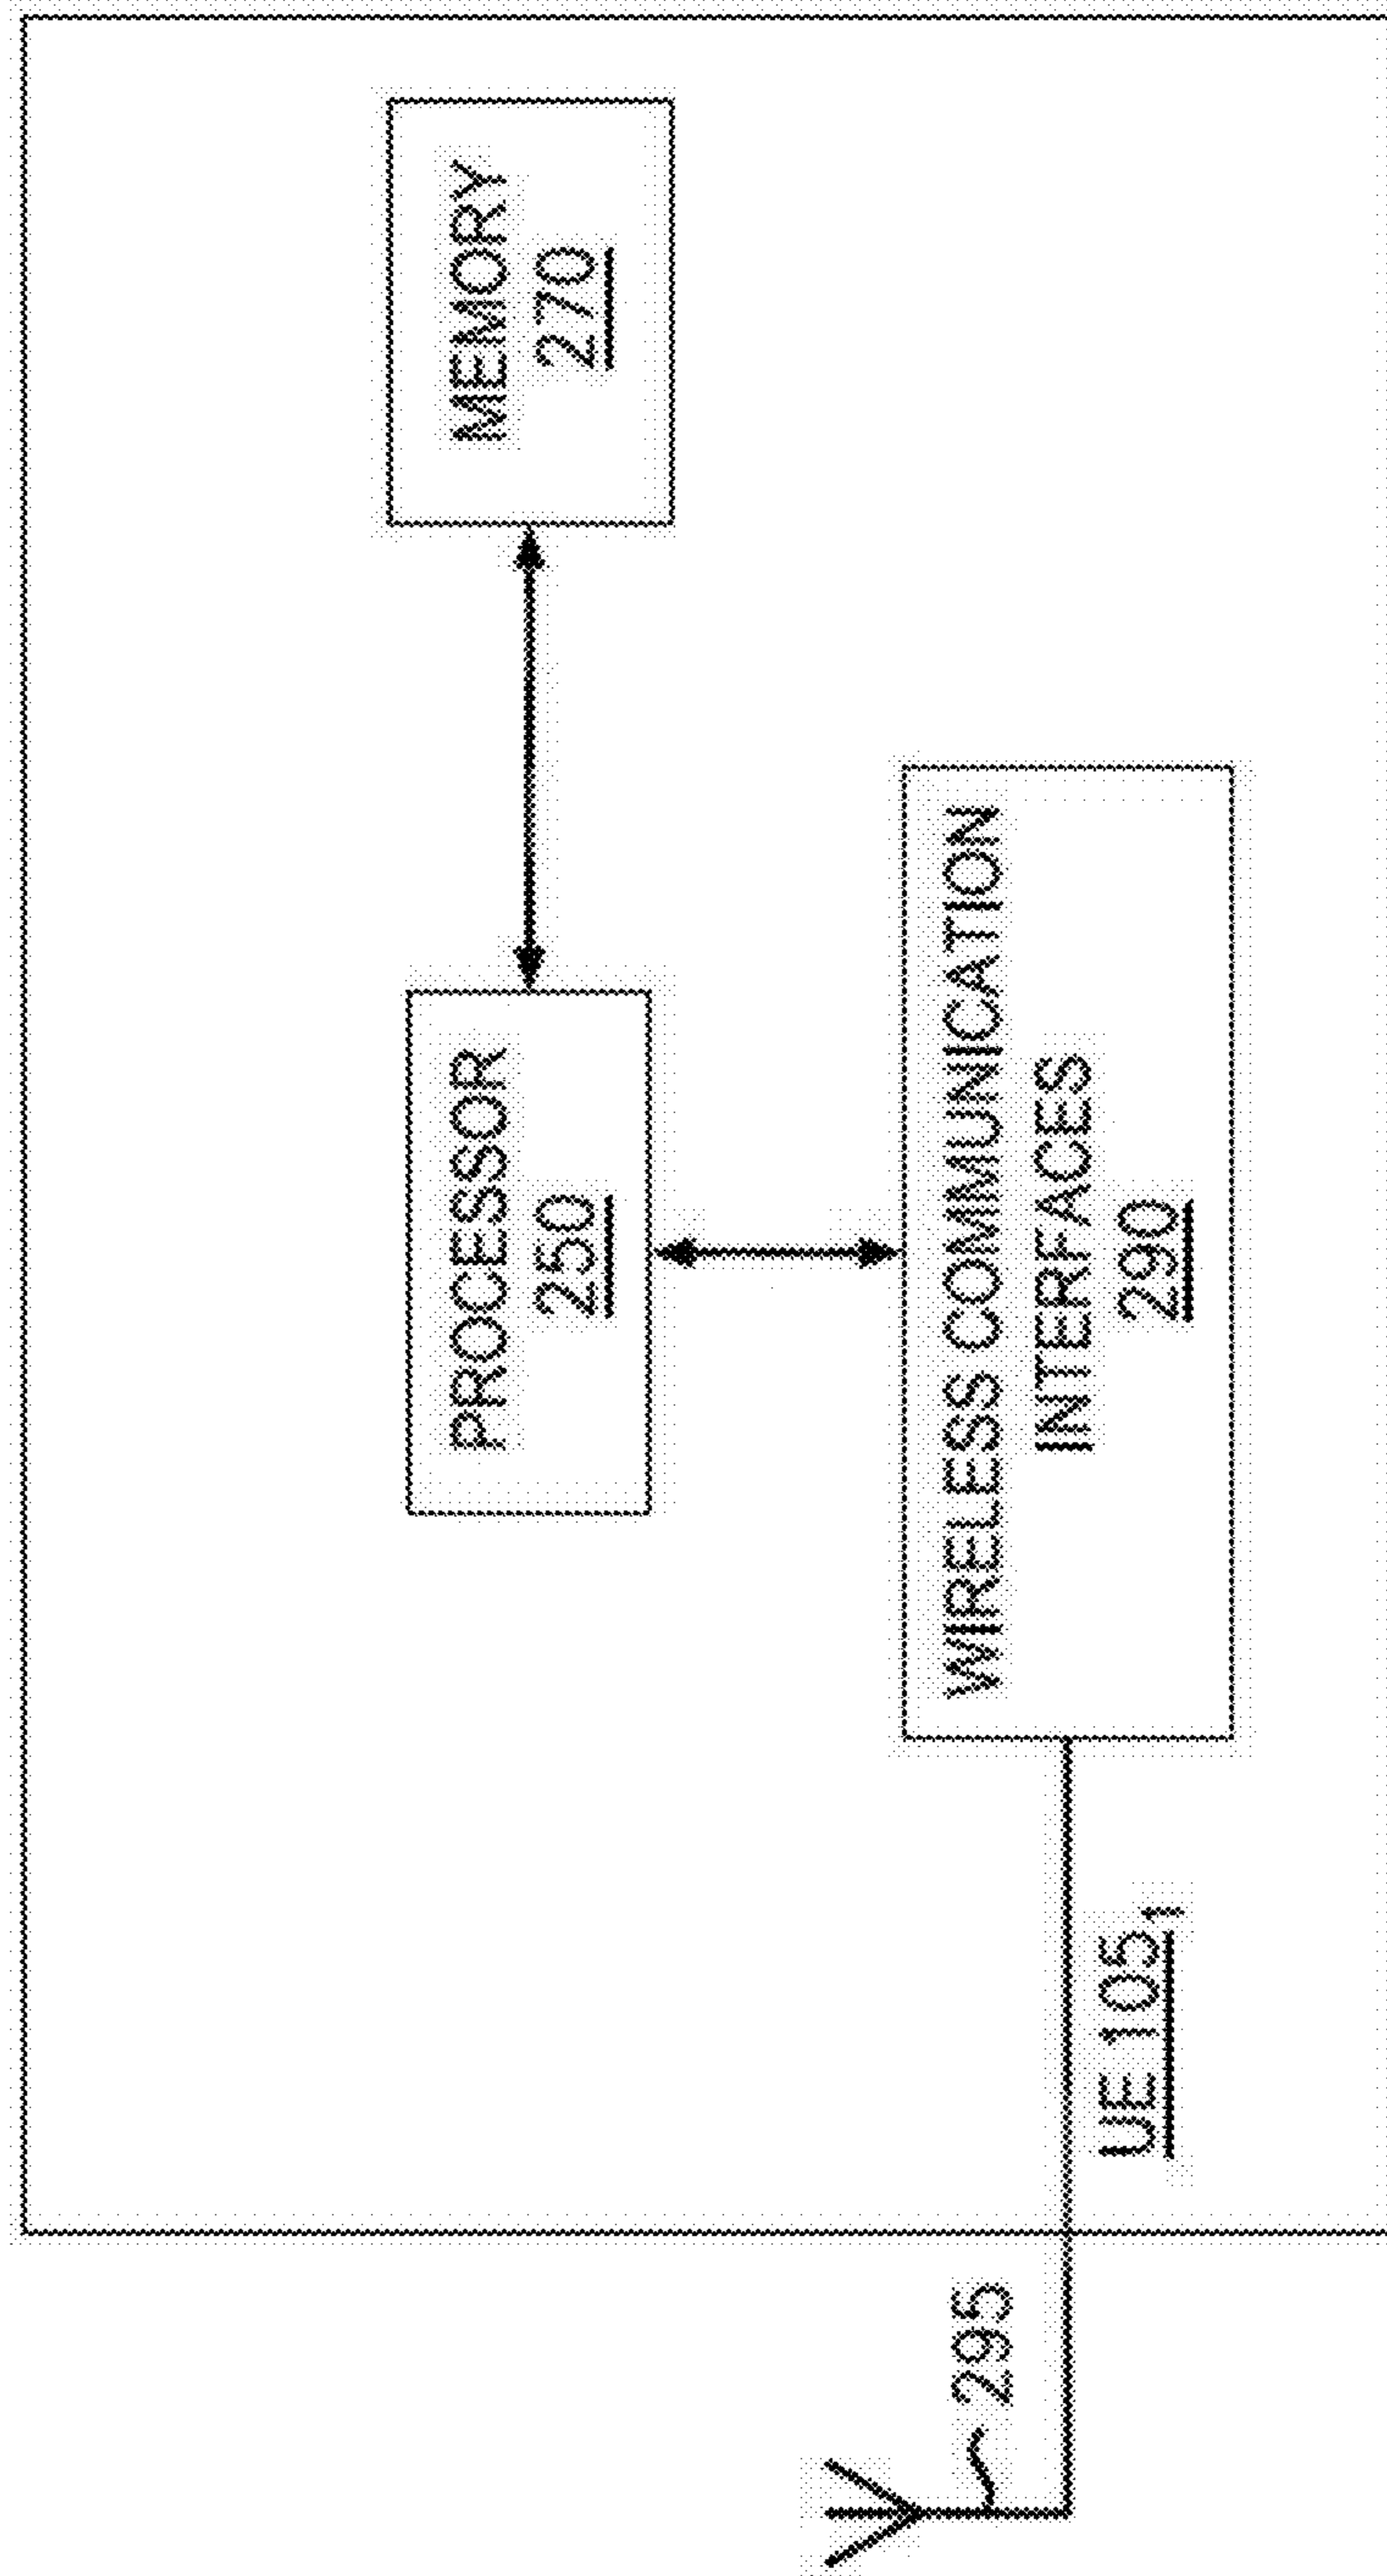 PROCESSOR
250
MEMORY
270
WIRELESS COMMUNICATION
INTERFACES
290
295
UE 105₁